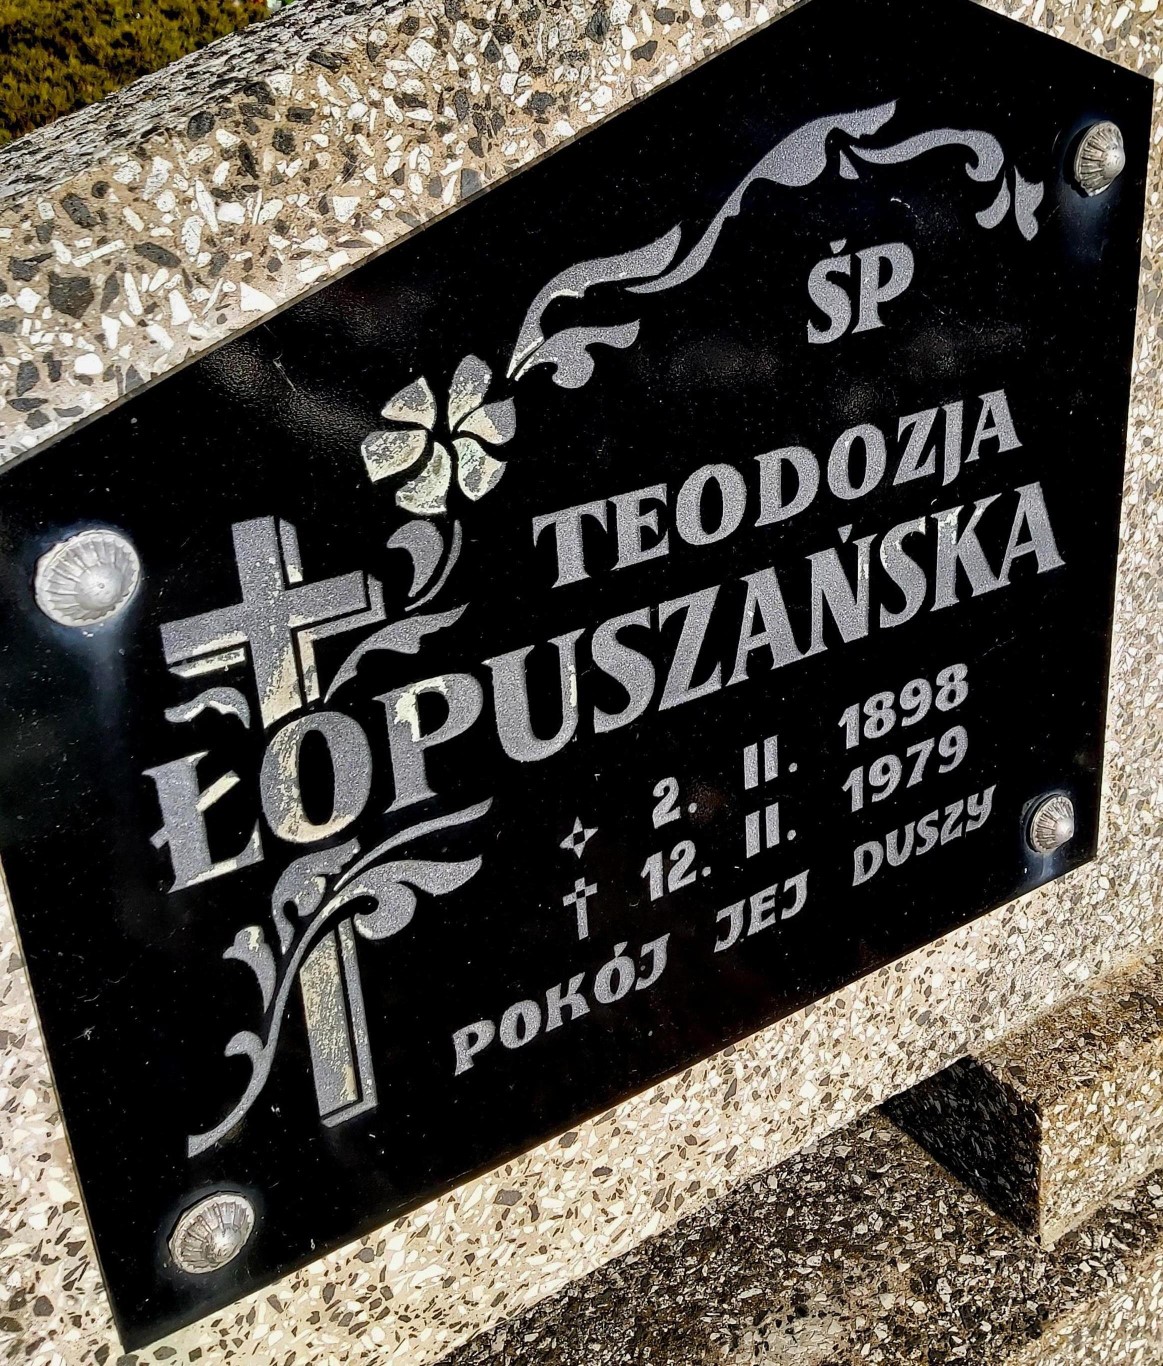 ŚP
TEODOZJA
ŁOPUSZAŃSKA
✧ 2. II. 1898
† 12. II. 1979
POKÓJ JEJ DUSZY